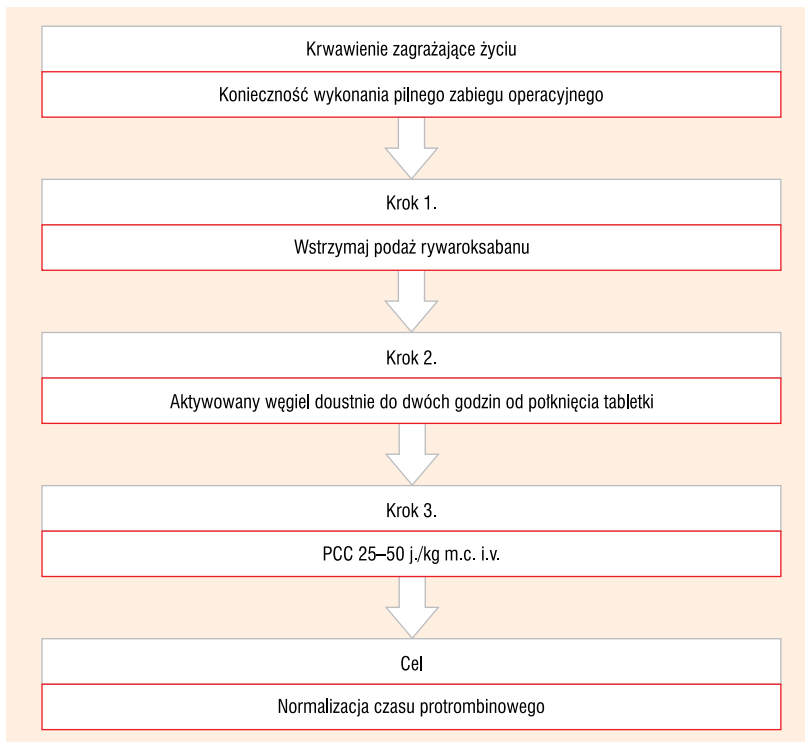 Krwawienie zagrażające życiu
Konieczność wykonania pilnego zabiegu operacyjnego
Krok 1.
Wstrzymaj podaż rywaroksabanu
Krok 2.
Aktywowany węgiel doustnie do dwóch godzin od połknięcia tabletki
Krok 3.
PCC 25–50 j./kg m.c. i.v.
Cel
Normalizacja czasu protrombinowego